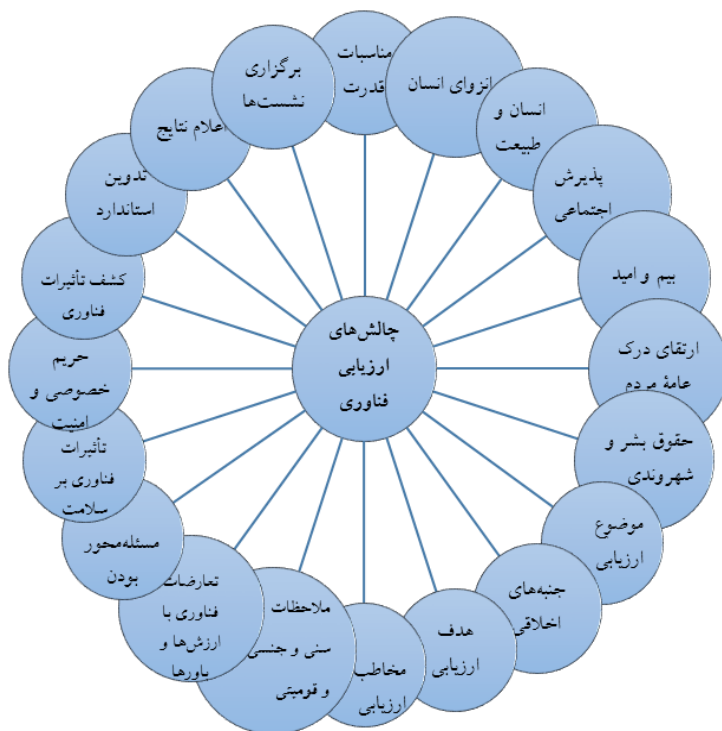 چالش‌های
ارزیابی
فناوری
مناسبات
قدرت
انزوای انسان
انسان و
طبیعت
پذیرش
اجتماعی
بیم و امید
ارتقای درک
عامۀ مردم
حقوق بشر و
شهروندی
موضوع
ارزیابی
جنبه‌های
اخلاقی
هدف
ارزیابی
مخاطب
ارزیابی
ملاحظات
سنی و جنسی
و قومیتی
تعارضات
فناوری با
ارزش‌ها و
باورها
مسئله‌محور
بودن
تأثیرات
فناوری بر
سلامت
حریم
خصوصی و
امنیت
کشف تأثیرات
فناوری
تدوین
استاندارد
اعلام نتایج
برگزاری
نشست‌ها